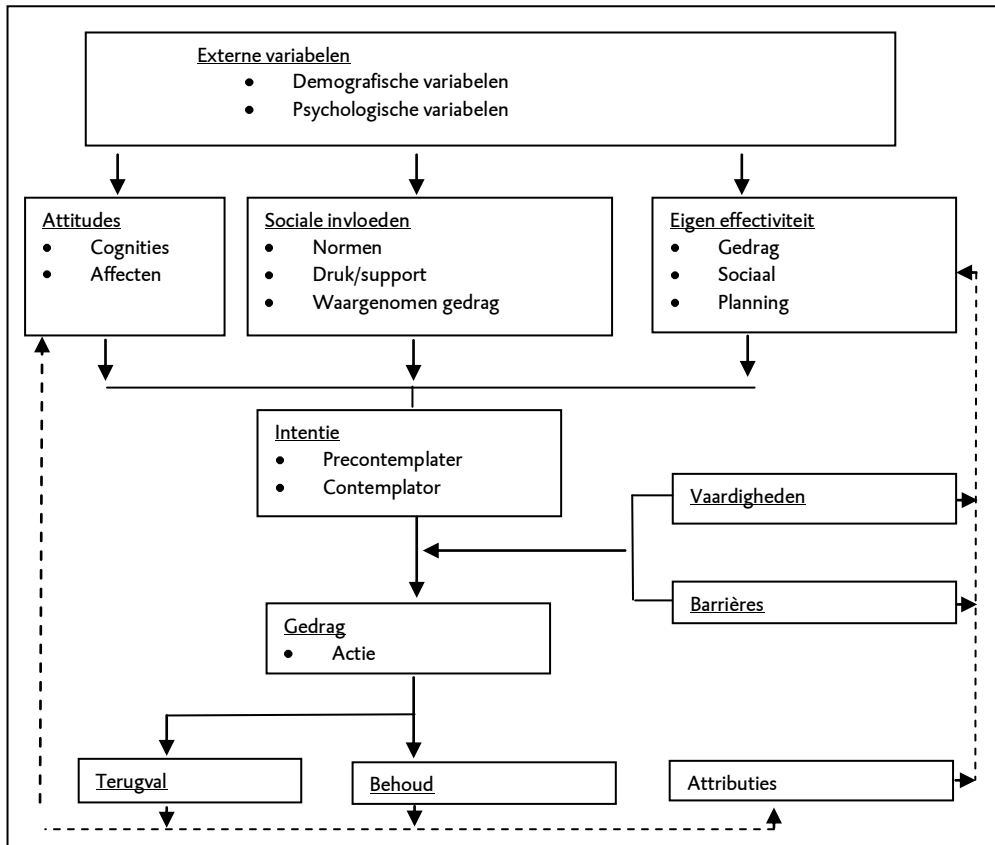 Externe variabelen
• Demografische variabelen
• Psychologische variabelen
Attitudes
• Cognities
• Affecten
Sociale invloeden
• Normen
• Druk/support
• Waargenomen gedrag
Eigen effectiviteit
• Gedrag
• Sociaal
• Planning
Intentie
• Precontemplater
• Contemplator
Vaardigheden
Barrières
Gedrag
• Actie
Terugval
Behoud
Attributies